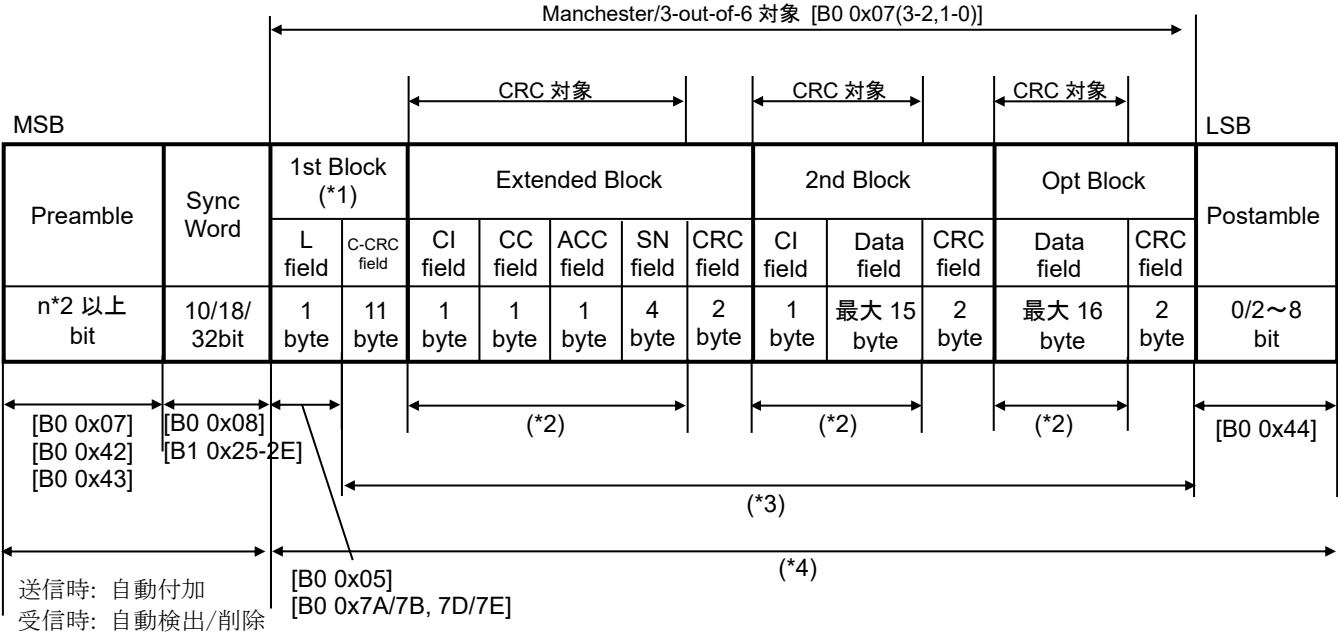 Manchester/3-out-of-6 対象 [B0 0x07(3-2,1-0)]
CRC 対象 CRC 対象 CRC 対象
MSB LSB
Preamble Sync Word 1st Block (*1) Extended Block 2nd Block Opt Block Postamble
L field C-CRC field CI field CC field ACC field SN field CRC field CI field Data field CRC field Data field CRC field
n*2 以上 bit 10/18/ 32bit 1 byte 11 byte 1 byte 1 byte 1 byte 4 byte 2 byte 1 byte 最大 15 byte 2 byte 最大 16 byte 2 byte 0/2～8 bit
[B0 0x07] [B0 0x08] (*2) (*2) (*2) [B0 0x44]
[B0 0x42] [B1 0x25-2E]
[B0 0x43]
(*3)
(*4)
送信時: 自動付加 [B0 0x05]
受信時: 自動検出/削除 [B0 0x7A/7B, 7D/7E]